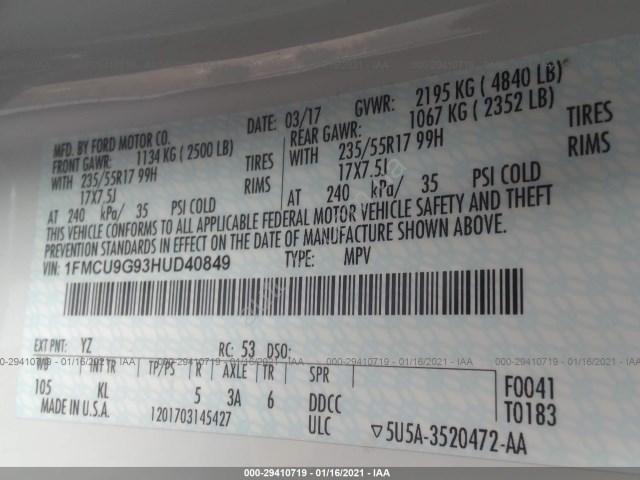 MFD. BY FORD MOTOR CO. DATE: 03/17 GVWR: 2195 KG ( 4840 LB)
FRONT GAWR: 1134 KG ( 2500 LB) REAR GAWR: 1067 KG ( 2352 LB)
WITH 235/55R17 99H TIRES WITH 235/55R17 99H TIRES
17X7.5J RIMS 17X7.5J RIMS
AT 240 kPa/ 35 PSI COLD AT 240 kPa/ 35 PSI COLD
THIS VEHICLE CONFORMS TO ALL APPLICABLE FEDERAL MOTOR VEHICLE SAFETY AND THEFT
PREVENTION STANDARDS IN EFFECT ON THE DATE OF MANUFACTURE SHOWN ABOVE.
VIN: 1FMCU9G93HUD40849 TYPE: MPV
EXT PNT: YZ RC: 53 DSO:
000-29410719 - 01/16/2021 - IAA 000-29410719 - 01/16/2021 - IAA 000-29410719 - 01/16/2021 - IAA
WB INT TR TP/PS R AXLE TR SPR
105 KL 5 3A 6 DDCC F0041
MADE IN U.S.A. 1201703145427 ULC T0183
▽5U5A-3520472-AA
000-29410719 - 01/16/2021 - IAA